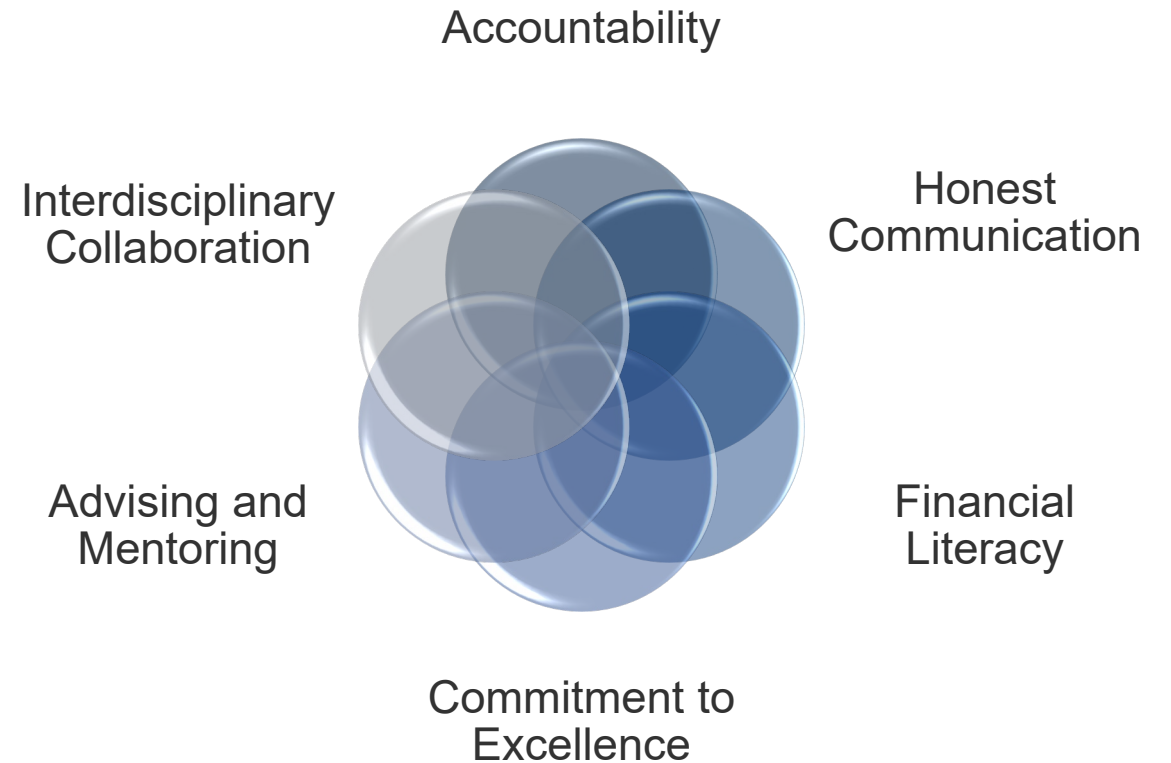 Accountability
Honest
Communication
Financial
Literacy
Commitment to
Excellence
Advising and
Mentoring
Interdisciplinary
Collaboration